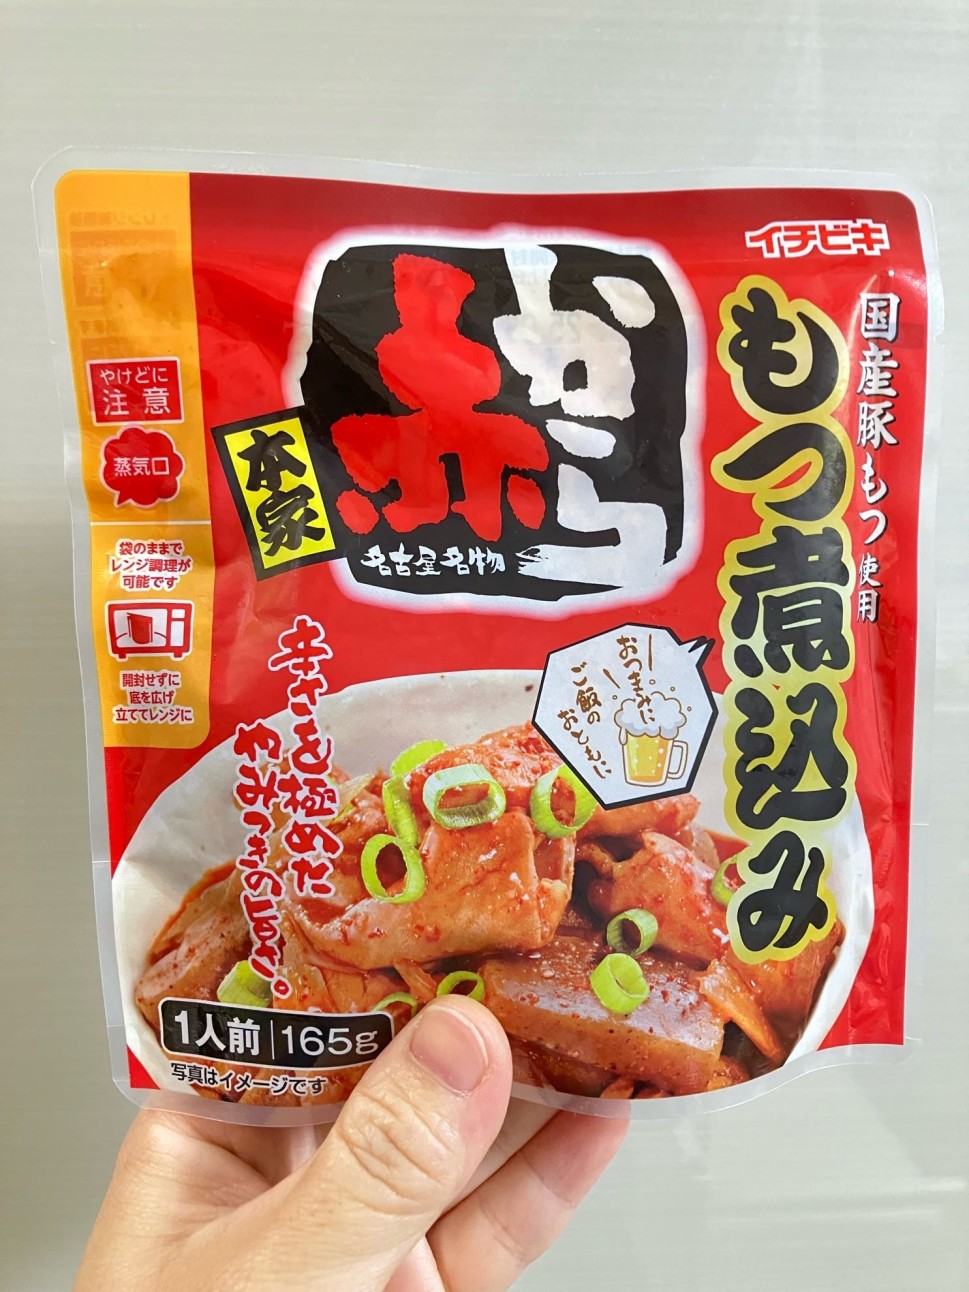 イチビキ
国産豚もつ使用
もつ煮込み
赤から
本家
名古屋名物
やけどに
注意
蒸気口
袋のままで
レンジ調理が
可能です
開封せずに
底を広げ
立ててレンジに
おつまみに
ご飯の
おともに
辛さを極めた
やみつきの旨さ。
1人前 165g
写真はイメージです